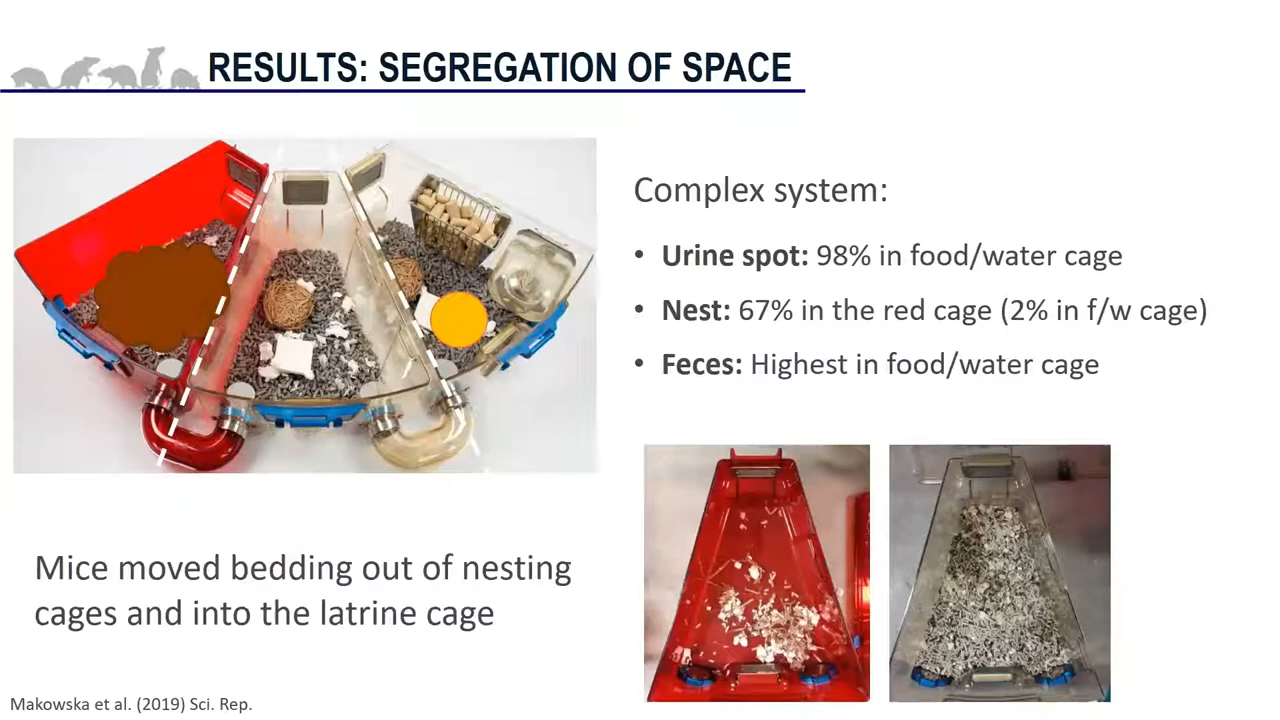 RESULTS: SEGREGATION OF SPACE
Complex system:
• Urine spot: 98% in food/water cage
• Nest: 67% in the red cage (2% in f/w cage)
• Feces: Highest in food/water cage
Mice moved bedding out of nesting
cages and into the latrine cage
Makowska et al. (2019) Sci. Rep.